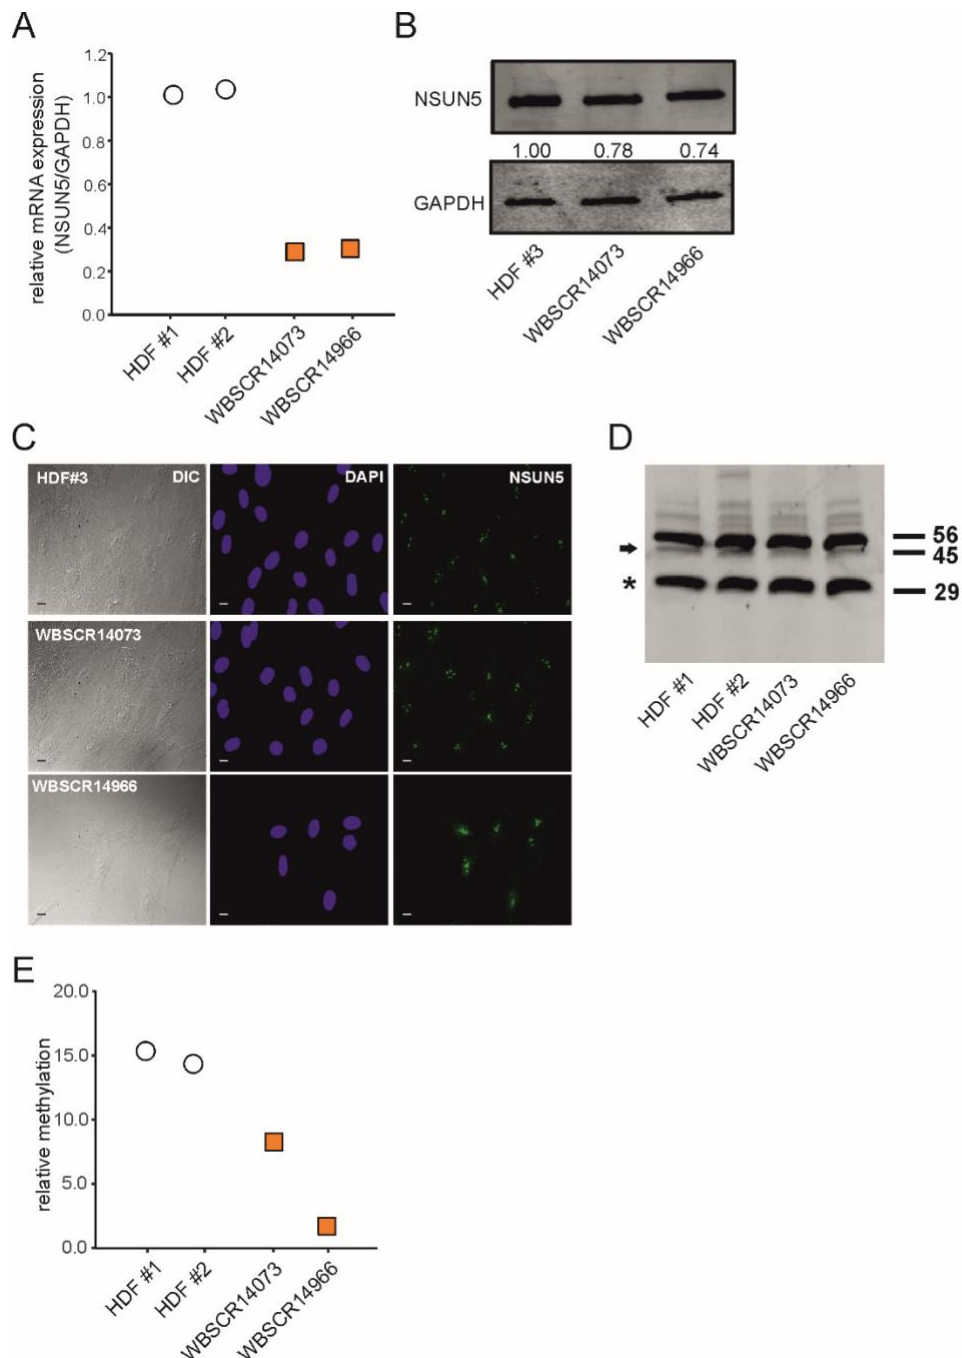 A
relative mRNA expression
(NSUN5/GAPDH)
1.2
1.0
0.8
0.6
0.4
0.2
0.0
HDF #1
HDF #2
WBSCR14073
WBSCR14966
B
NSUN5
1.00 0.78 0.74
GAPDH
HDF #3
WBSCR14073
WBSCR14966
C
HDF#3 DIC DAPI NSUN5
WBSCR14073
WBSCR14966
D
56
45
* 29
HDF #1
HDF #2
WBSCR14073
WBSCR14966
E
relative methylation
20.0
15.0
10.0
5.0
0.0
HDF #1
HDF #2
WBSCR14073
WBSCR14966